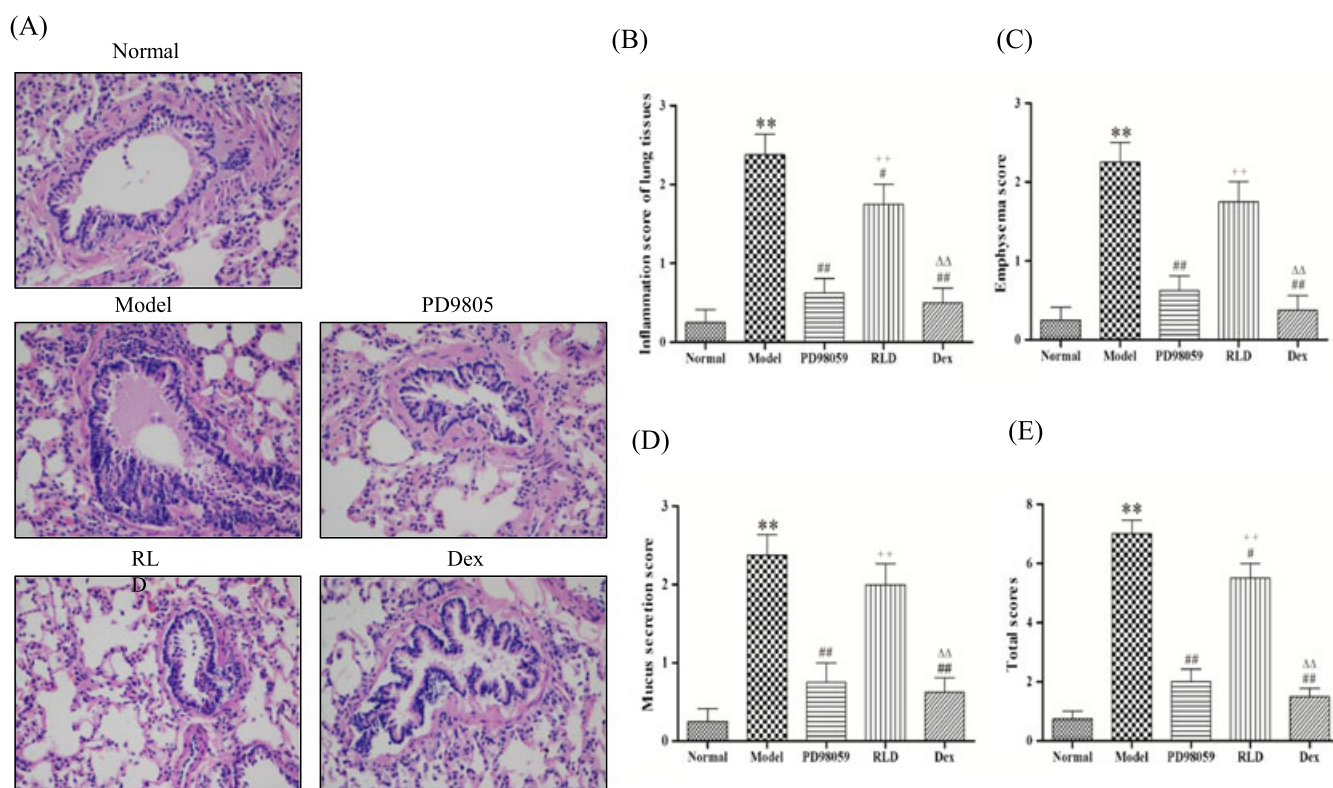 (A)
Normal
Model
PD9805
RL
D
Dex
(B)
Inflammation score of lung tissues
3
2
1
0
**
##
++
#
ΔΔ
##
Normal Model PD98059 RLD Dex
(C)
Emphysema score
3
2
1
0
**
##
++
ΔΔ
##
Normal Model PD98059 RLD Dex
(D)
Mucus secretion score
3
2
1
0
**
##
++
ΔΔ
##
Normal Model PD98059 RLD Dex
(E)
Total scores
8
6
4
2
0
**
##
++
#
ΔΔ
##
Normal Model PD98059 RLD Dex